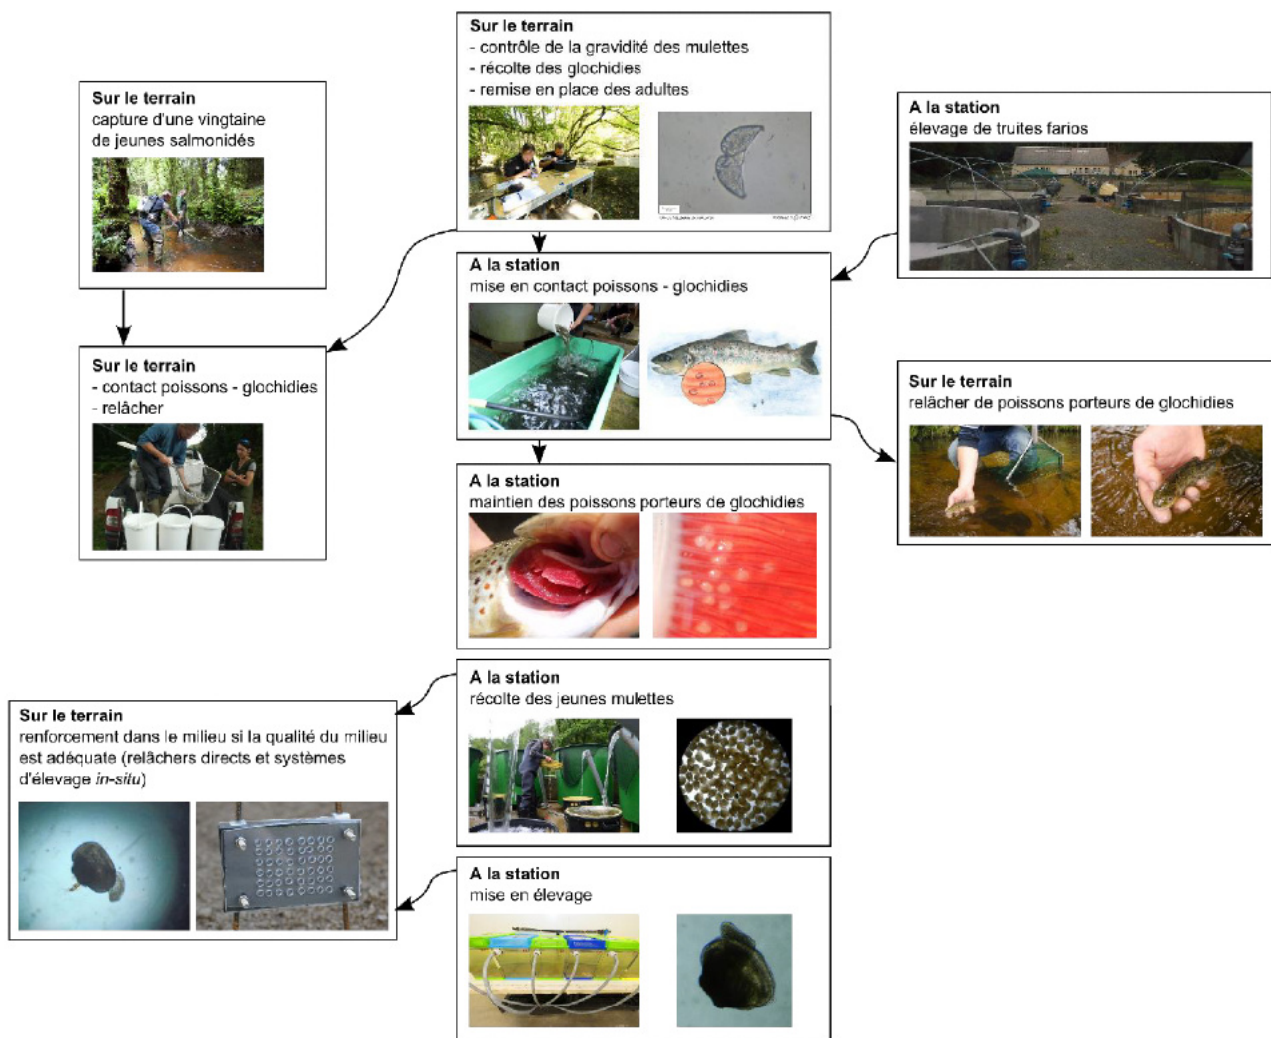 Sur le terrain
- contrôle de la gravidité des mulettes
- récolte des glochidies
- remise en place des adultes
Sur le terrain
capture d'une vingtaine
de jeunes salmonidés
A la station
élevage de truites farios
A la station
mise en contact poissons - glochidies
Sur le terrain
- contact poissons - glochidies
- relâcher
Sur le terrain
relâcher de poissons porteurs de glochidies
A la station
maintien des poissons porteurs de glochidies
A la station
récolte des jeunes mulettes
Sur le terrain
renforcement dans le milieu si la qualité du milieu
est adéquate (relâchers directs et systèmes
d'élevage in-situ)
A la station
mise en élevage